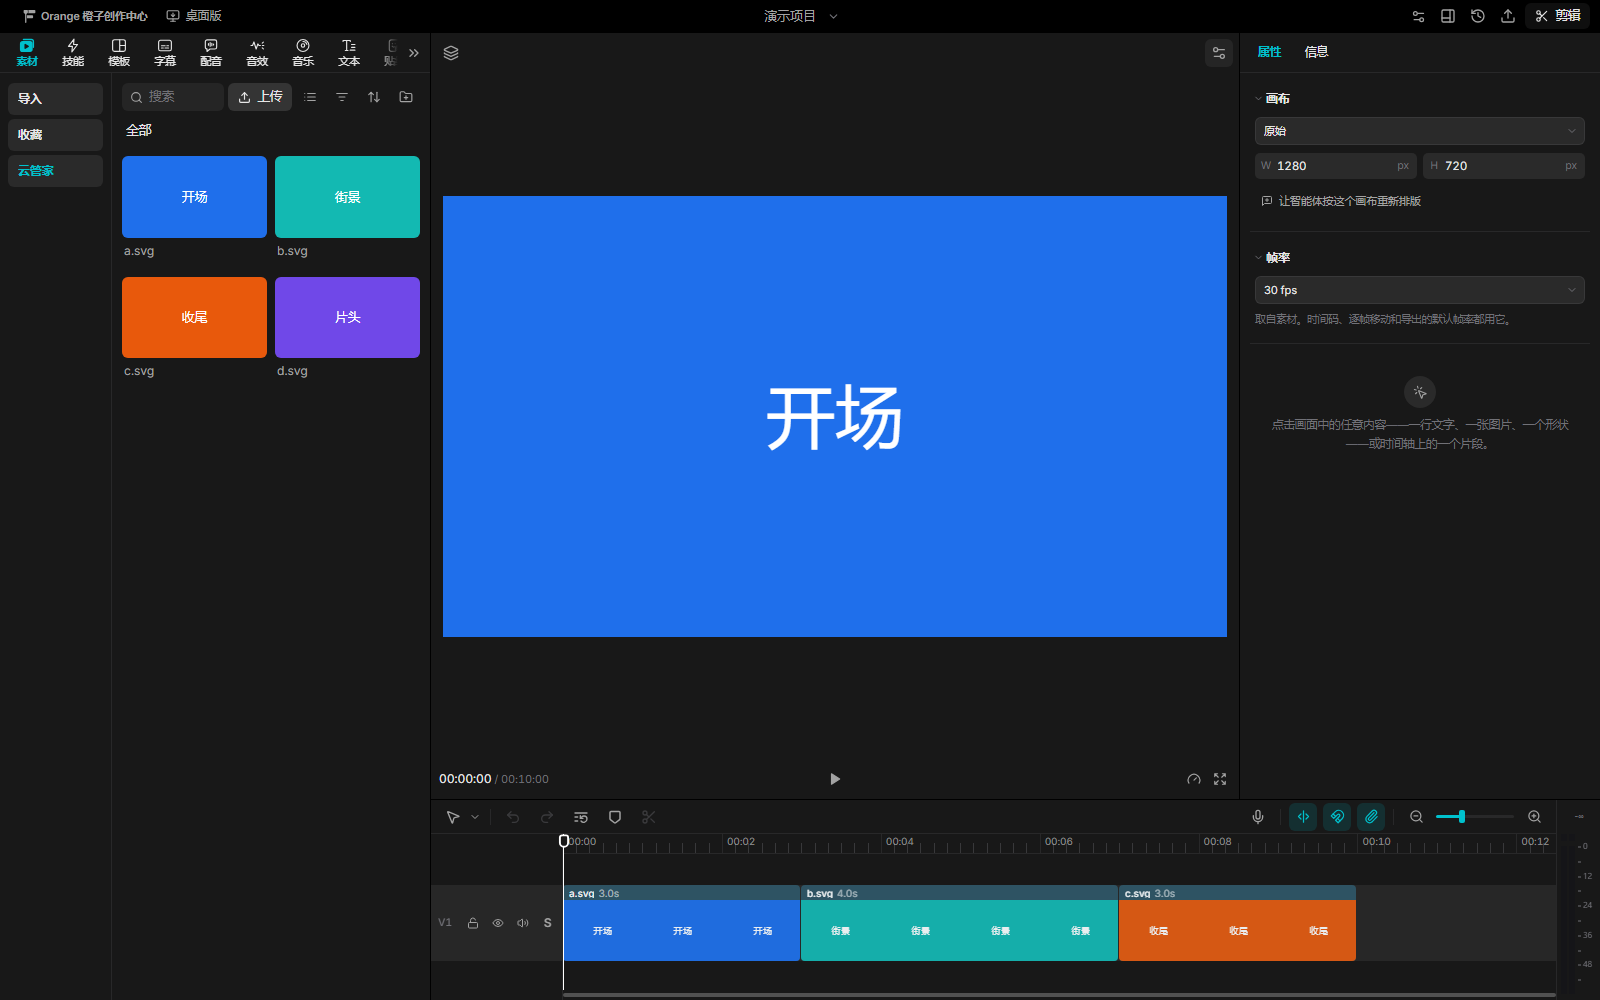 Orange 橙子创作中心 桌面版 演示项目 剪辑
素材 技能 模板 字幕 配音 音效 音乐 文本
属性 信息
导入
收藏
云管家
搜索 上传
全部
开场 街景
a.svg b.svg
收尾 片头
c.svg d.svg
开场
00:00:00 / 00:10:00
画布
原始
W 1280 px H 720 px
让智能体按这个画布重新排版
帧率
30 fps
取自素材。时间码、逐帧移动和导出的默认帧率都用它。
点击画面中的任意内容——一行文字、一张图片、一个形状
——或时间轴上的一个片段。
00:00 00:02 00:04 00:06 00:08 00:10 00:12
a.svg 3.0s b.svg 4.0s c.svg 3.0s
V1 S
开场 开场 开场 街景 街景 街景 街景 收尾 收尾 收尾
-∞
-0
-12
-24
-36
-48